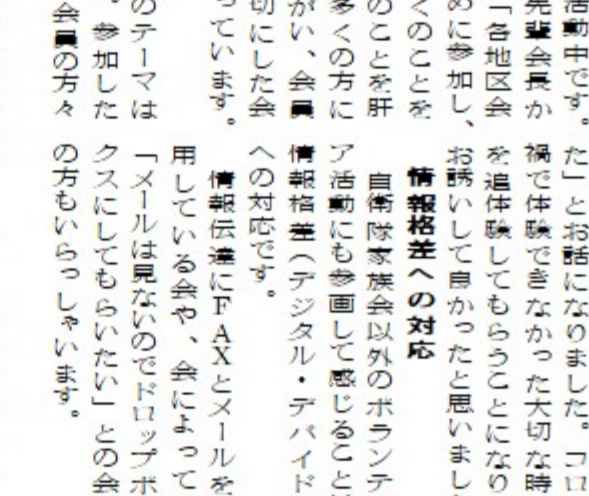 活動中です。
先輩会長か
「各地区会
めに参加し、
くのことを
のことを肝
多くの方に
がい、会員
切にした会
っています。
のテーマは
。参加した
会員の方々
た」とお話になりました。コロ
禍で体験できなかった大切な時
を追体験してもらうことになり
お誘いして良かったと思いまし
情報格差への対応
自衛隊家族会以外のボランテ
ア活動にも参画して感じること
情報格差（デジタル・デバイド
への対応です。
情報伝達にFAXとメールを
用している会や、会によって
「メールは見ないのでドロップボ
クスにしてもらいたい」との会
の方もいらっしゃいます。